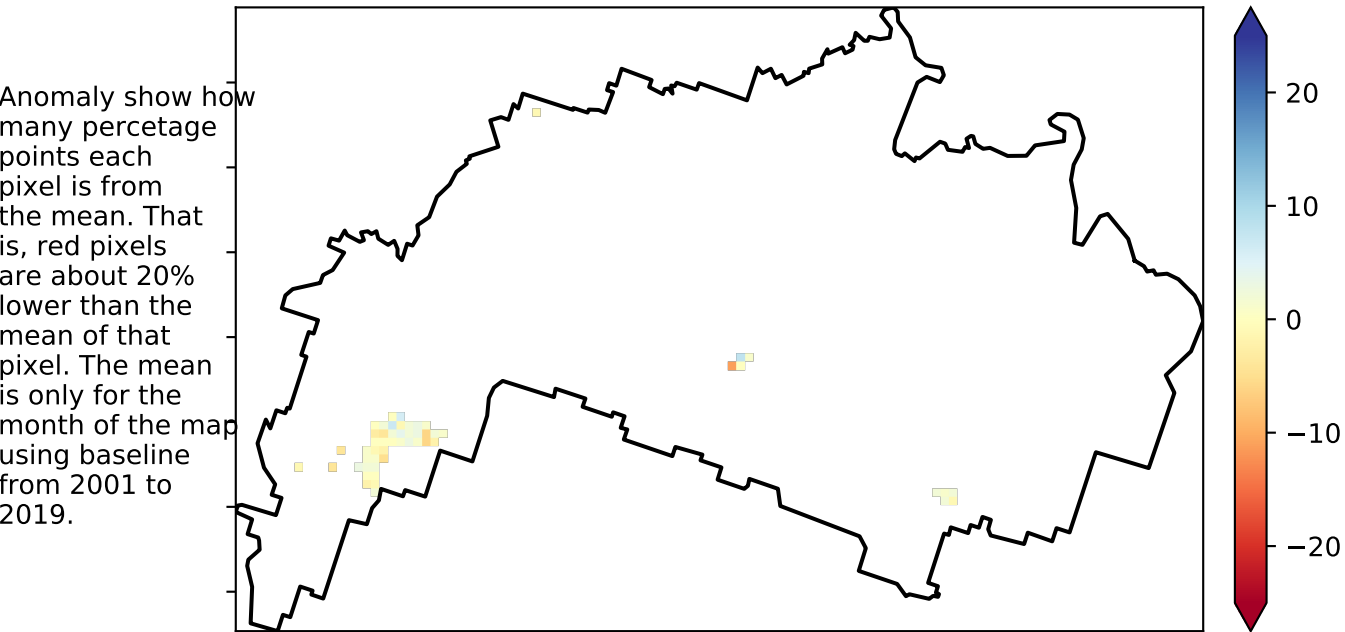 Anomaly show how
many percetage
points each
pixel is from
the mean. That
is, red pixels
are about 20%
lower than the
mean of that
pixel. The mean
is only for the
month of the map
using baseline
from 2001 to
2019.
20
10
0
−10
−20